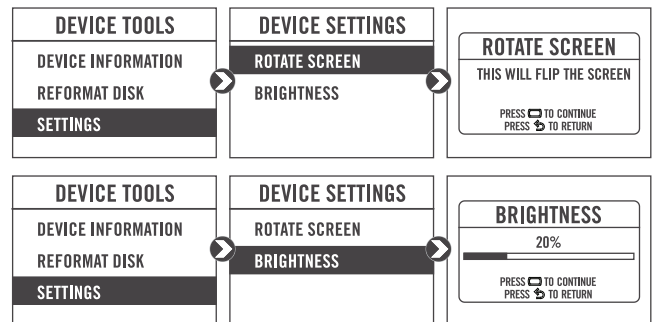 DEVICE TOOLS
DEVICE INFORMATION
REFORMAT DISK
SETTINGS
DEVICE SETTINGS
ROTATE SCREEN
BRIGHTNESS
ROTATE SCREEN
THIS WILL FLIP THE SCREEN
PRESS TO CONTINUE
PRESS TO RETURN
DEVICE TOOLS
DEVICE INFORMATION
REFORMAT DISK
SETTINGS
DEVICE SETTINGS
ROTATE SCREEN
BRIGHTNESS
BRIGHTNESS
20%
PRESS TO CONTINUE
PRESS TO RETURN